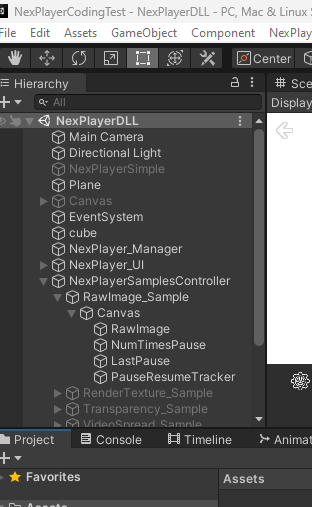 NexPlayerCodingTest - NexPlayerDLL - PC, Mac & Linux S
File Edit Assets GameObject Component NexPlay
Center
Hierarchy
Sce
All
Display
NexPlayerDLL
Main Camera
Directional Light
NexPlayerSimple
Plane
Canvas
EventSystem
cube
NexPlayer_Manager
NexPlayer_UI
NexPlayerSamplesController
RawImage_Sample
Canvas
RawImage
NumTimesPause
LastPause
PauseResumeTracker
RenderTexture_Sample
Transparency_Sample
VideoSpread_Sample
Project Console Timeline Animat
Favorites
Assets
Assets